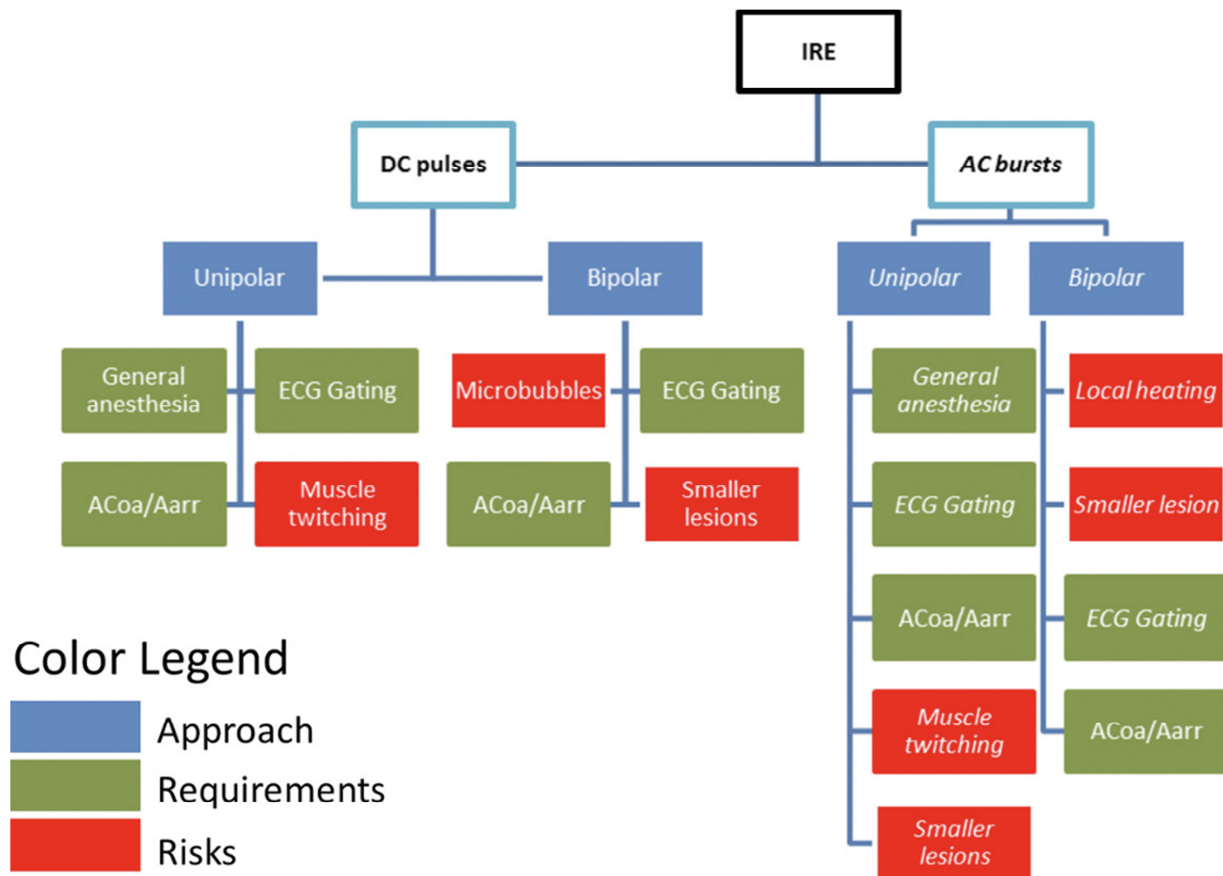 IRE
DC pulses
AC bursts
Unipolar
Bipolar
Unipolar
Bipolar
General
anesthesia
ECG Gating
Microbubbles
ECG Gating
General
anesthesia
Local heating
ACoa/Aarr
Muscle
twitching
ACoa/Aarr
Smaller
lesions
ECG Gating
Smaller lesion
ACoa/Aarr
ECG Gating
Muscle
twitching
ACoa/Aarr
Smaller
lesions
Color Legend
Approach
Requirements
Risks